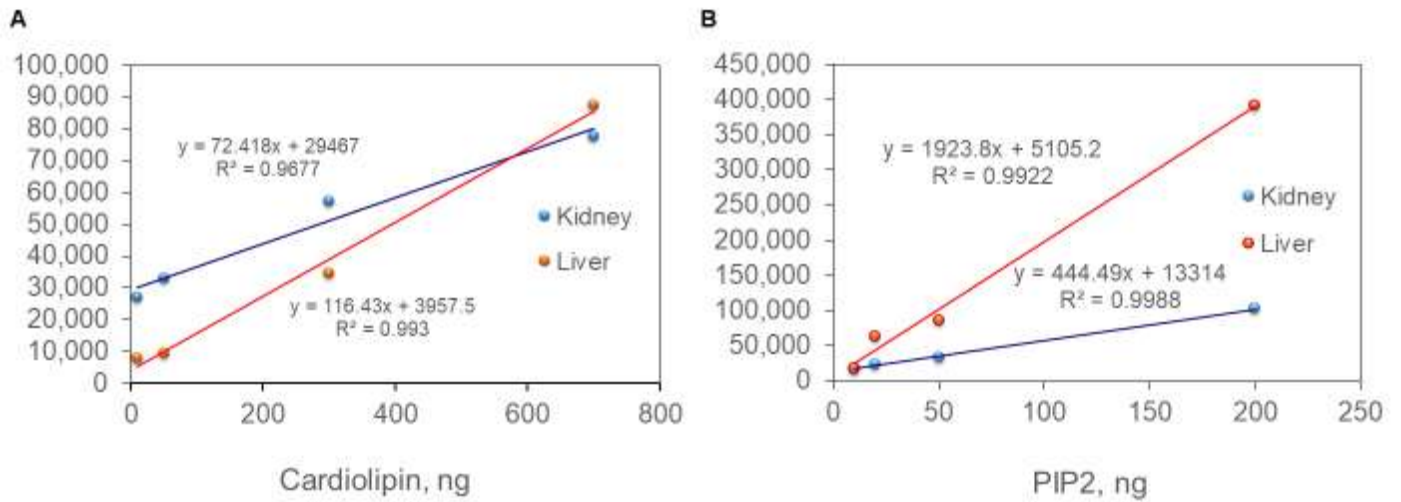 A
100,000
90,000
80,000
70,000
60,000
50,000
40,000
30,000
20,000
10,000
0
y = 72.418x + 29467
R² = 0.9677
Kidney
Liver
y = 116.43x + 3957.5
R² = 0.993
0 200 400 600 800
Cardiolipin, ng
B
450,000
400,000
350,000
300,000
250,000
200,000
150,000
100,000
50,000
0
y = 1923.8x + 5105.2
R² = 0.9922
Kidney
Liver
y = 444.49x + 13314
R² = 0.9988
0 50 100 150 200 250
PIP2, ng